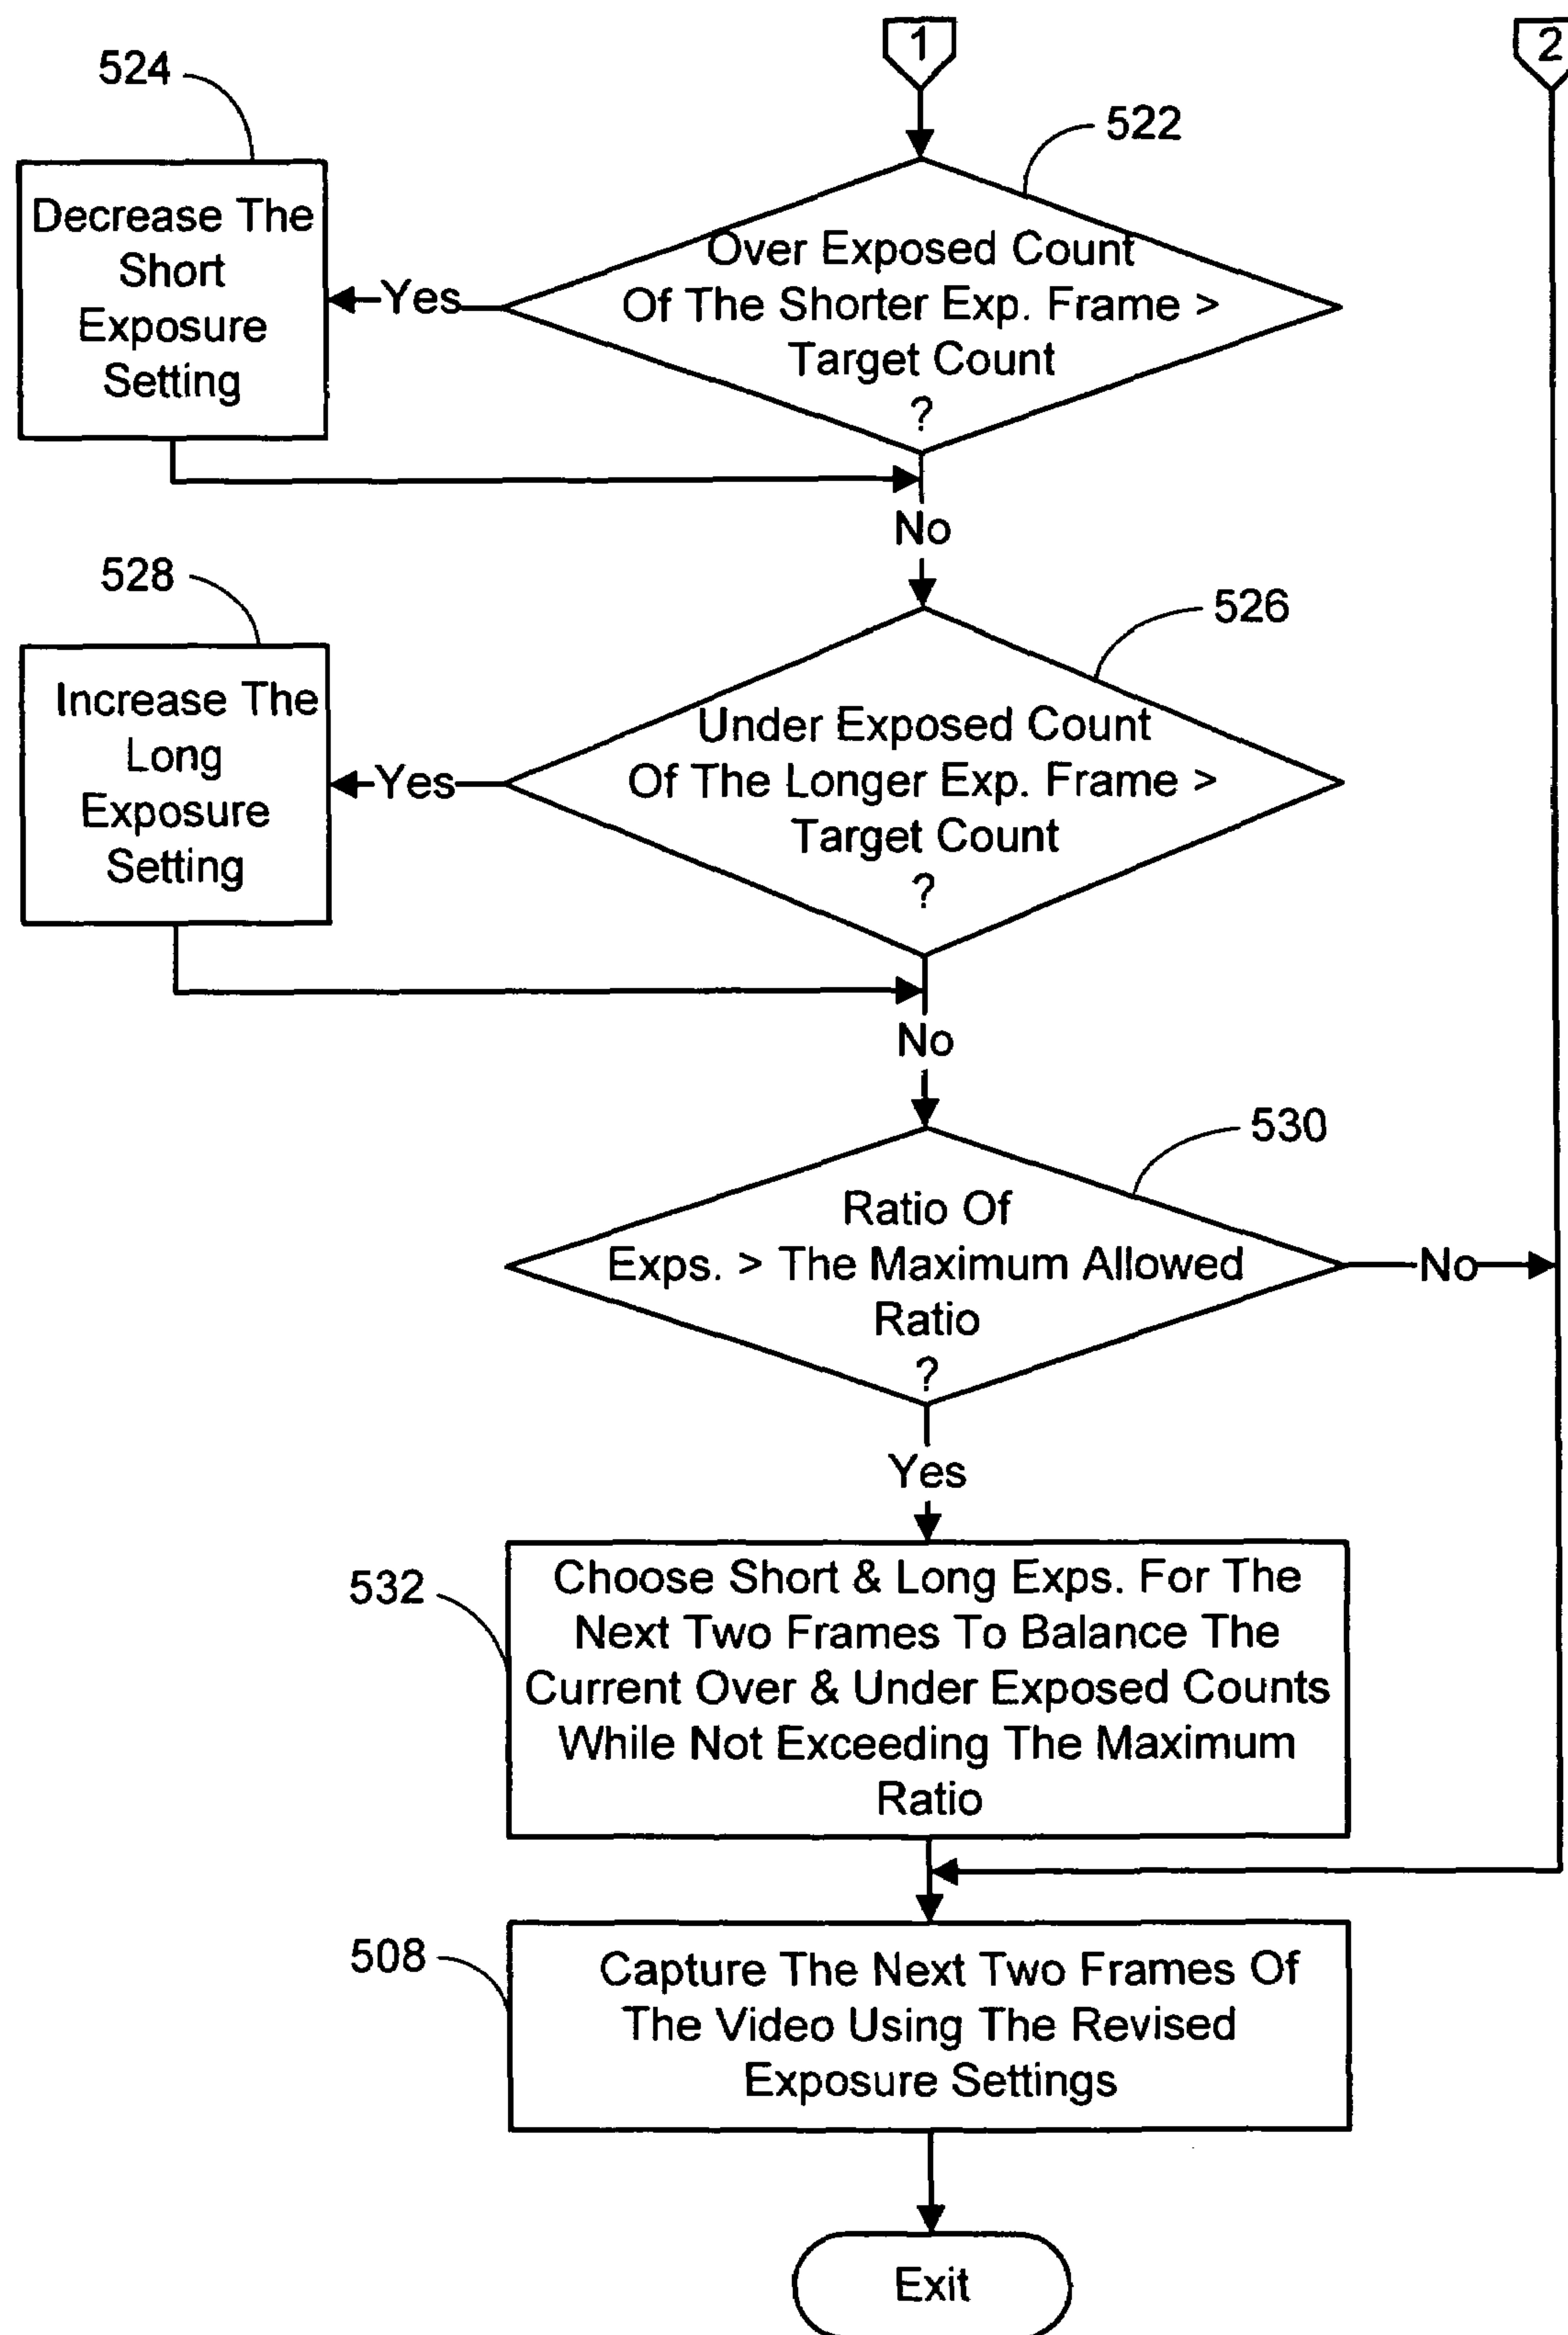 1
2
524
522
Decrease The
Short
Exposure
Setting
Yes
Over Exposed Count
Of The Shorter Exp. Frame >
Target Count
?
No
528
526
Increase The
Long
Exposure
Setting
Yes
Under Exposed Count
Of The Longer Exp. Frame >
Target Count
?
No
530
Ratio Of
Exps. > The Maximum Allowed
Ratio
?
No
Yes
532
Choose Short & Long Exps. For The
Next Two Frames To Balance The
Current Over & Under Exposed Counts
While Not Exceeding The Maximum
Ratio
508
Capture The Next Two Frames Of
The Video Using The Revised
Exposure Settings
Exit